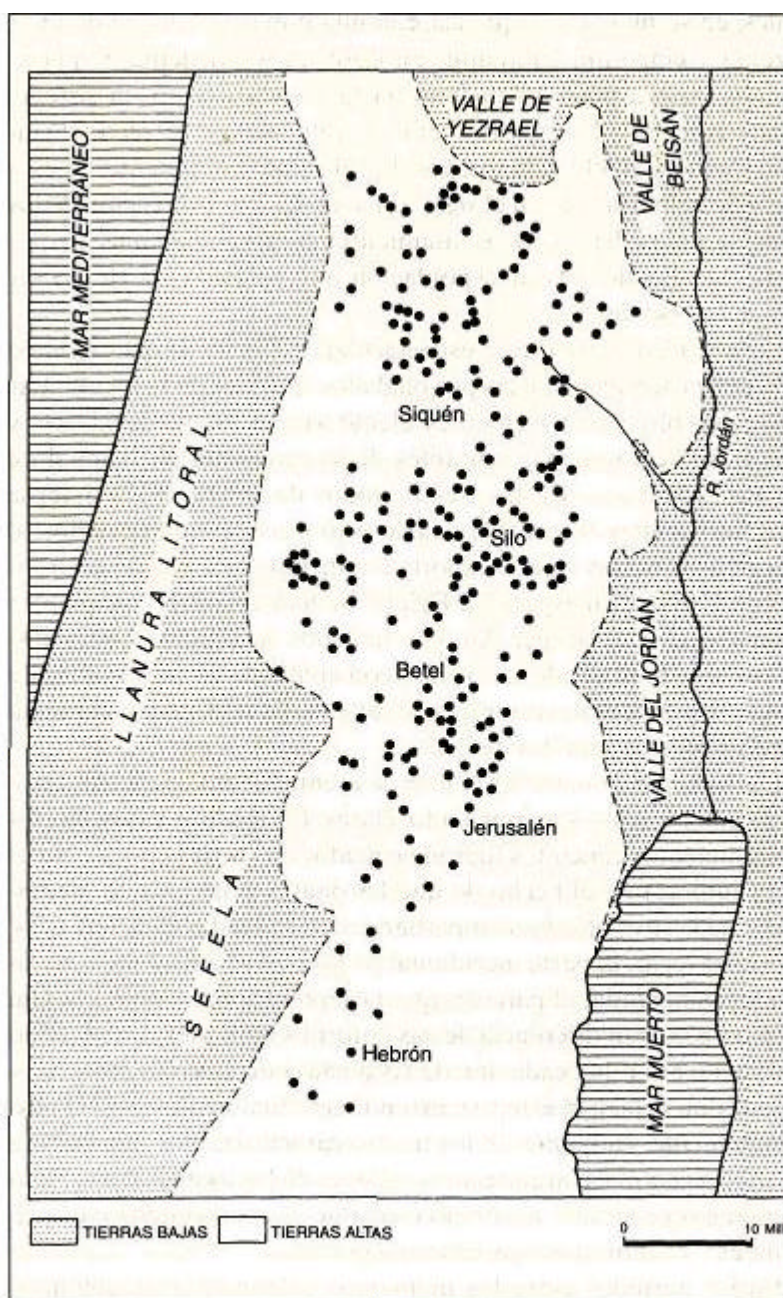 VALLE DE
YEZRAEL
VALLE DE
BEISÁN
MAR MEDITERRÁNEO
Siquén
R. Jordán
LLANURA LITORAL
Silo
Betel
VALLE DEL JORDÁN
Jerusalén
SEFELA
Hebrón
MAR MUERTO
TIERRAS BAJAS
TIERRAS ALTAS
0 10 Mill